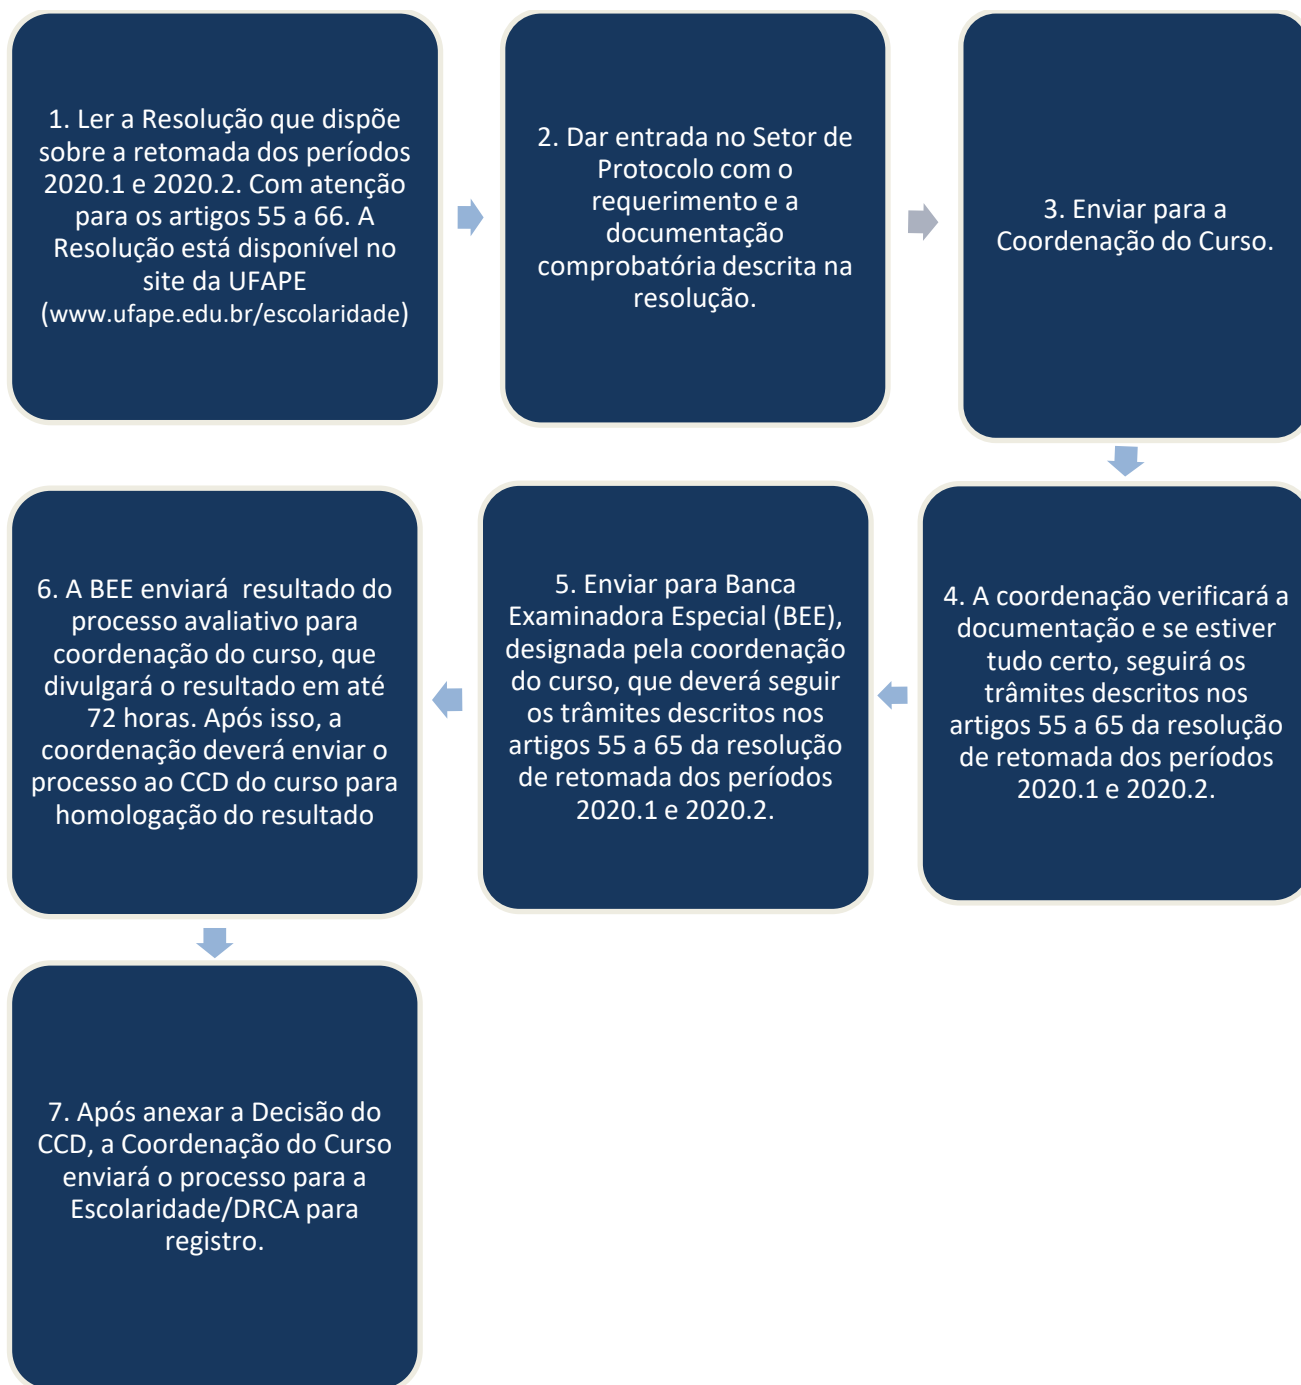 1. Ler a Resolução que dispõe
sobre a retomada dos períodos
2020.1 e 2020.2. Com atenção
para os artigos 55 a 66. A
Resolução está disponível no
site da UFAPE
(www.ufape.edu.br/escolaridade)
2. Dar entrada no Setor de
Protocolo com o
requerimento e a
documentação
comprobatória descrita na
resolução.
3. Enviar para a
Coordenação do Curso.
4. A coordenação verificará a
documentação e se estiver
tudo certo, seguirá os
trâmites descritos nos
artigos 55 a 65 da resolução
de retomada dos períodos
2020.1 e 2020.2.
5. Enviar para Banca
Examinadora Especial (BEE),
designada pela coordenação
do curso, que deverá seguir
os trâmites descritos nos
artigos 55 a 65 da resolução
de retomada dos períodos
2020.1 e 2020.2.
6. A BEE enviará  resultado do
processo avaliativo para
coordenação do curso, que
divulgará o resultado em até
72 horas. Após isso, a
coordenação deverá enviar o
processo ao CCD do curso para
homologação do resultado
7. Após anexar a Decisão do
CCD, a Coordenação do Curso
enviará o processo para a
Escolaridade/DRCA para
registro.